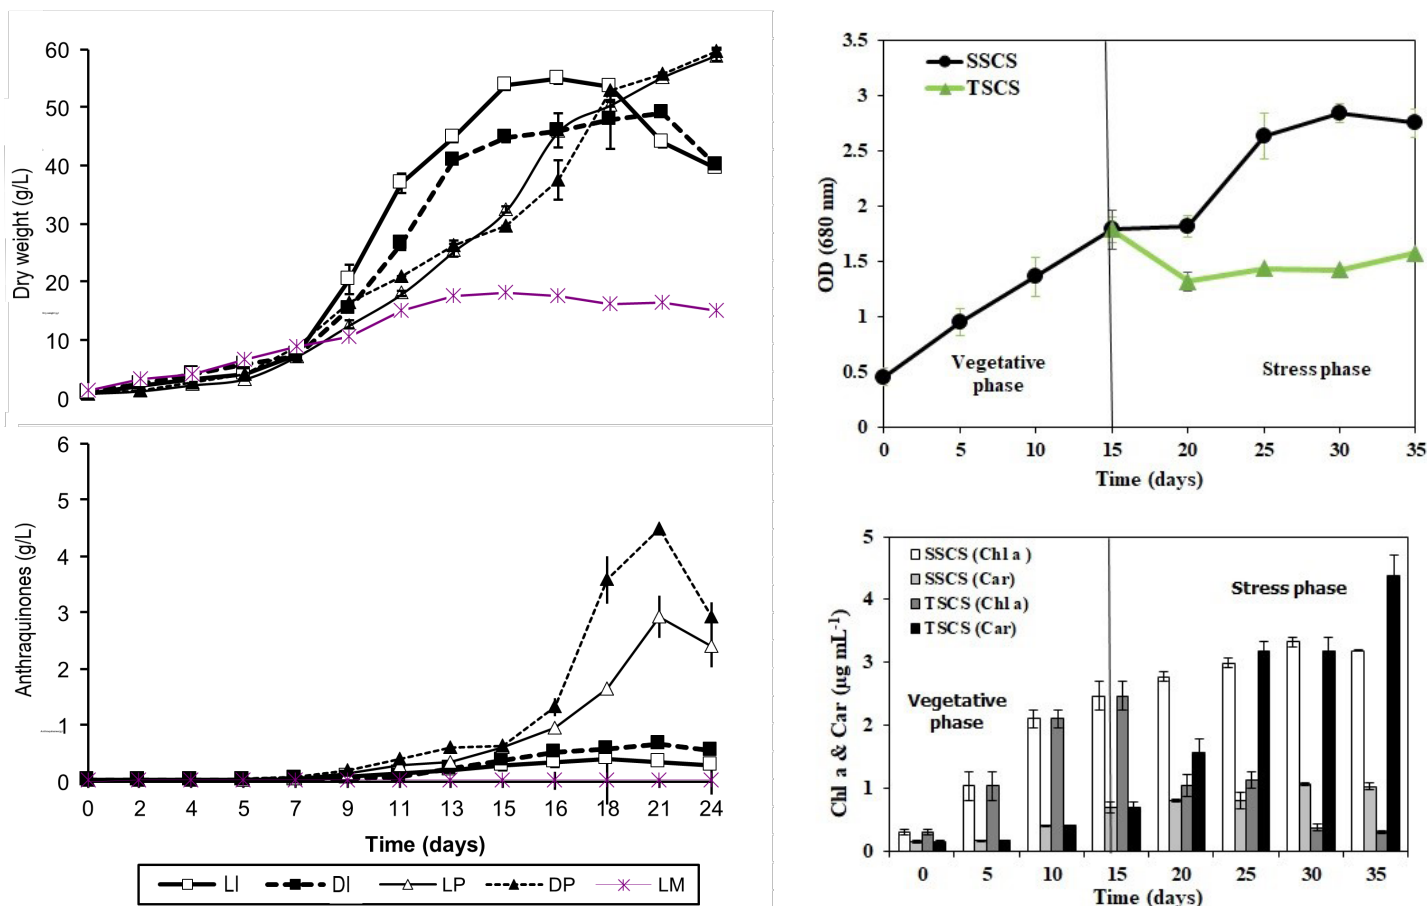 60
50
40
30
20
10
0
Dry weight (g/L)
6
5
4
3
2
1
0
Anthraquinones (g/L)
0 2 4 5 7 9 11 13 15 16 18 21 24
Time (days)
LI DI LP DP LM
3.5
3
2.5
2
1.5
1
0.5
0
OD (680 nm)
SSCS
TSCS
Vegetative
phase
Stress phase
0 5 10 15 20 25 30 35
Time (days)
5
4
3
2
1
0
Chl a & Car (µg mL-1)
SSCS (Chl a )
SSCS (Car)
TSCS (Chl a)
TSCS (Car)
Stress phase
Vegetative
phase
0 5 10 15 20 25 30 35
Time (days)